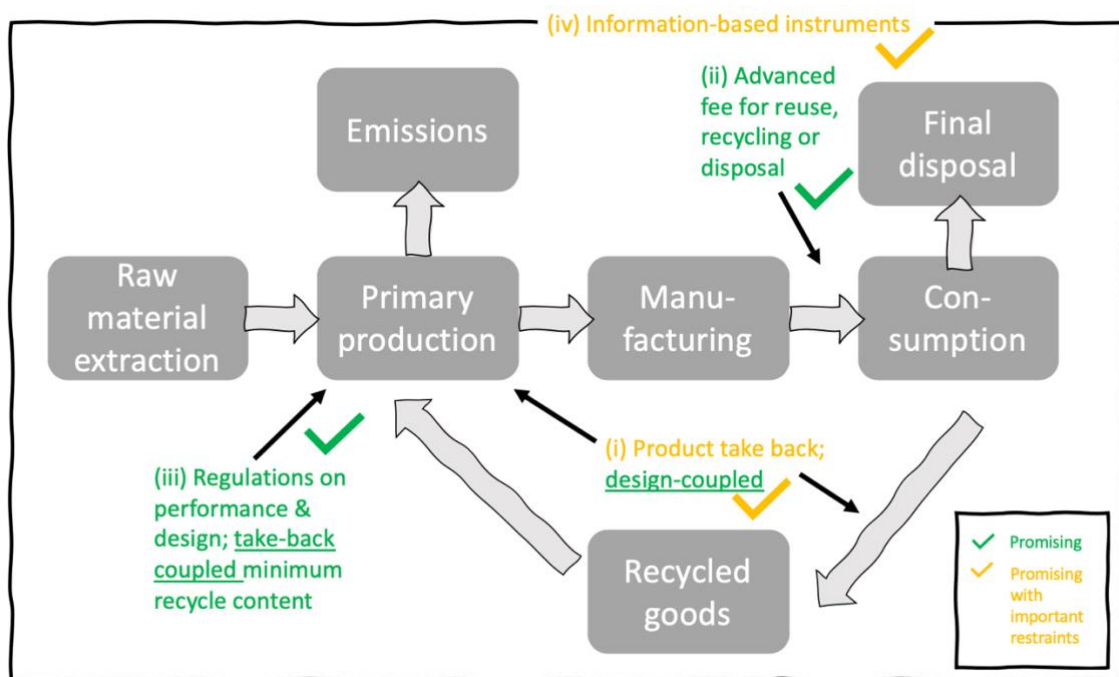 (iv) Information-based instruments
(ii) Advanced
fee for reuse,
recycling or
disposal
Emissions
Final
disposal
Raw
material
extraction
Primary
production
Manu-
facturing
Con-
sumption
(iii) Regulations on
performance &
design; take-back
coupled minimum
recycle content
(i) Product take back;
design-coupled
Recycled
goods
Promising
Promising
with
important
restraints